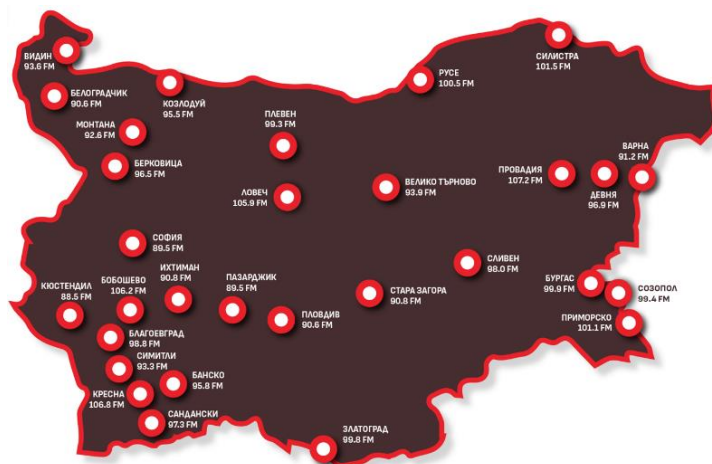 ВИДИН
93.6 FM
БЕЛОГРАДЧИК
90.6 FM
КОЗЛОДУЙ
95.5 FM
МОНТАНА
92.6 FM
БЕРКОВИЦА
96.5 FM
ПЛЕВЕН
99.3 FM
ЛОВЕЧ
105.9 FM
РУСЕ
100.5 FM
СИЛИСТРА
101.5 FM
ВЕЛИКО ТЪРНОВО
93.9 FM
ПРОВАДИЯ
107.2 FM
ДЕВНЯ
96.9 FM
ВАРНА
91.2 FM
СОФИЯ
89.5 FM
КЮСТЕНДИЛ
88.5 FM
БОБОШЕВО
106.2 FM
ИХТИМАН
90.8 FM
ПАЗАРДЖИК
89.5 FM
ПЛОВДИВ
90.6 FM
СТАРА ЗАГОРА
90.8 FM
СЛИВЕН
98.0 FM
БУРГАС
99.9 FM
СОЗОПОЛ
99.4 FM
ПРИМОРСКО
101.1 FM
БЛАГОЕВГРАД
98.8 FM
СИМИТЛИ
93.3 FM
БАНСКО
95.8 FM
КРЕСНА
106.8 FM
САНДАНСКИ
97.3 FM
ЗЛАТОГРАД
99.8 FM